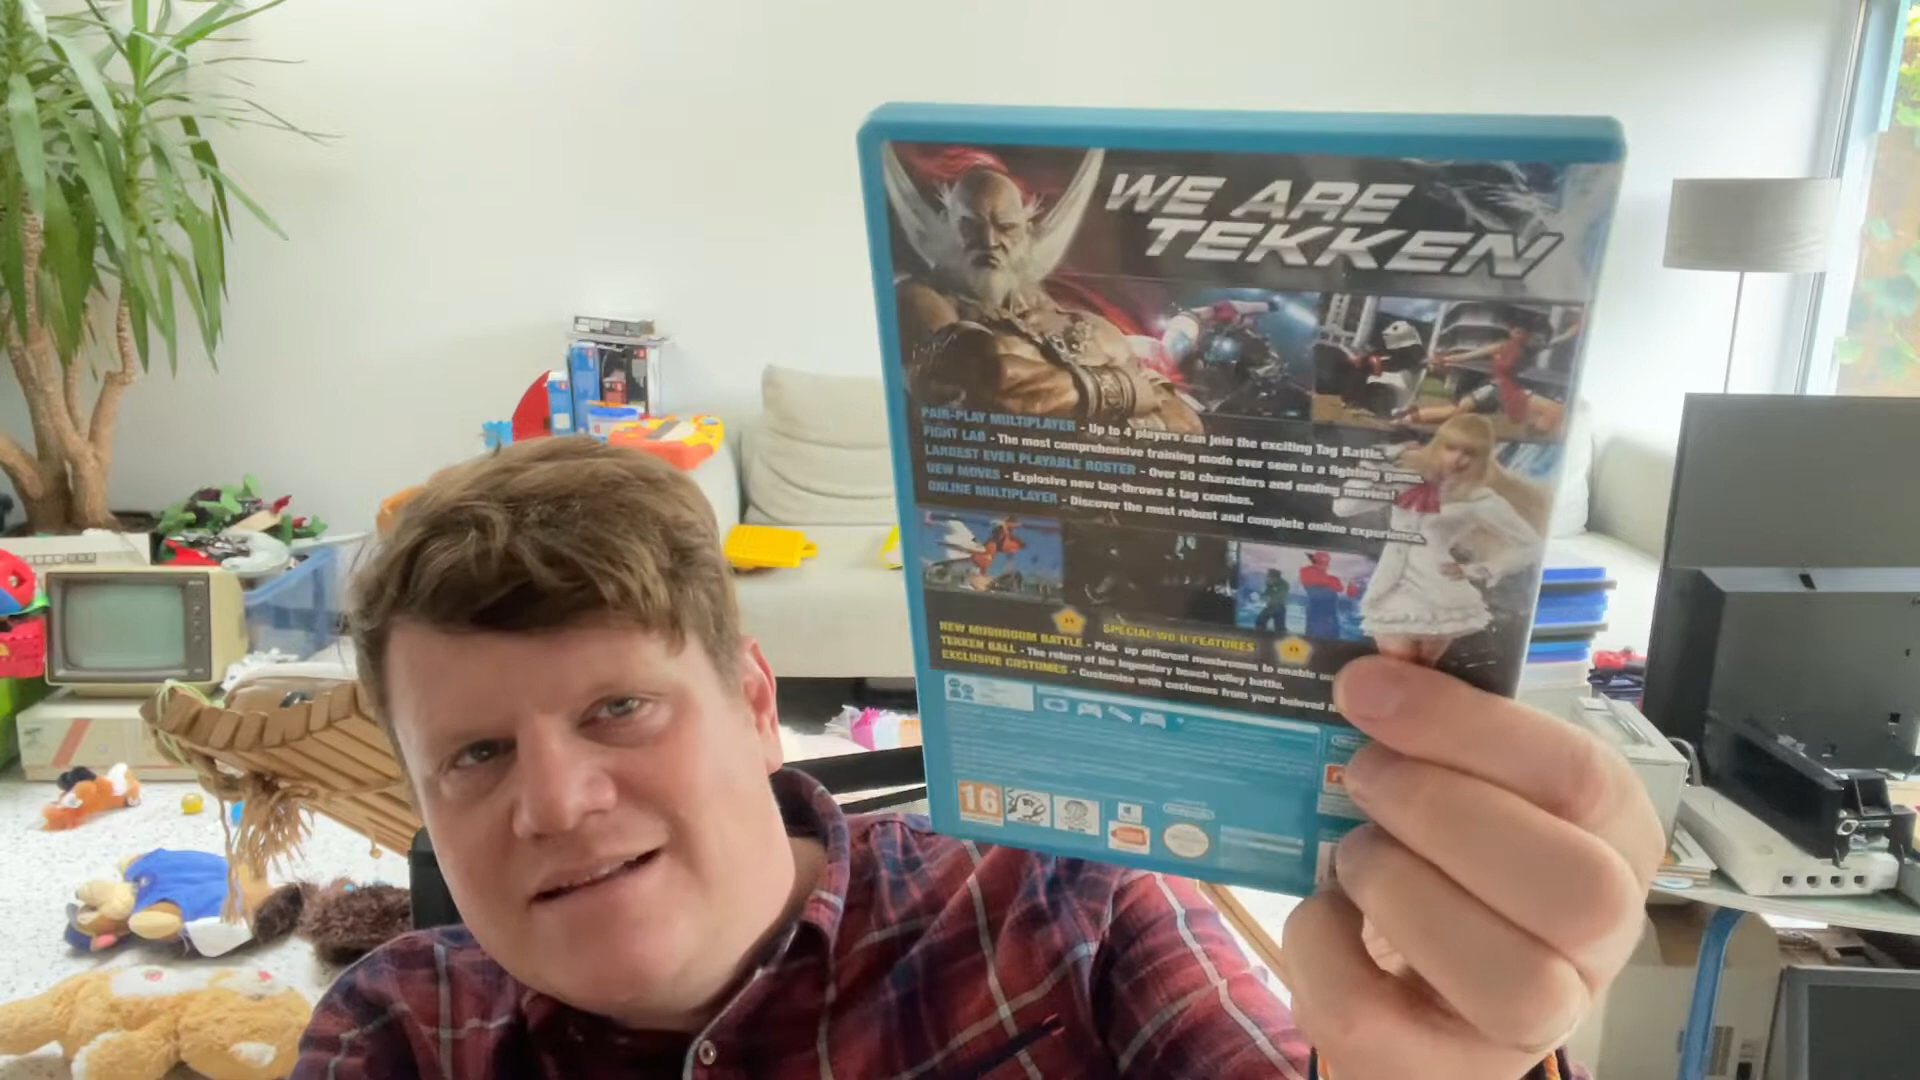 WE ARE
TEKKEN
PAIR-PLAY MULTIPLAYER - Up to 4 players can join the exciting Tag Battle.
FIGHT LAB - The most comprehensive training mode ever seen in a fighting game.
LARGEST EVER PLAYABLE ROSTER - Over 50 characters and ending movies!
NEW MOVES - Explosive new tag-throws & tag combos.
ONLINE MULTIPLAYER - Discover the most robust and complete online experience.
SPECIAL Wii U FEATURES
NEW MUSHROOM BATTLE - Pick up different mushrooms to enable
TEKKEN BALL - The return of the legendary beach volley battle.
EXCLUSIVE COSTUMES - Customise with costumes from your beloved
16